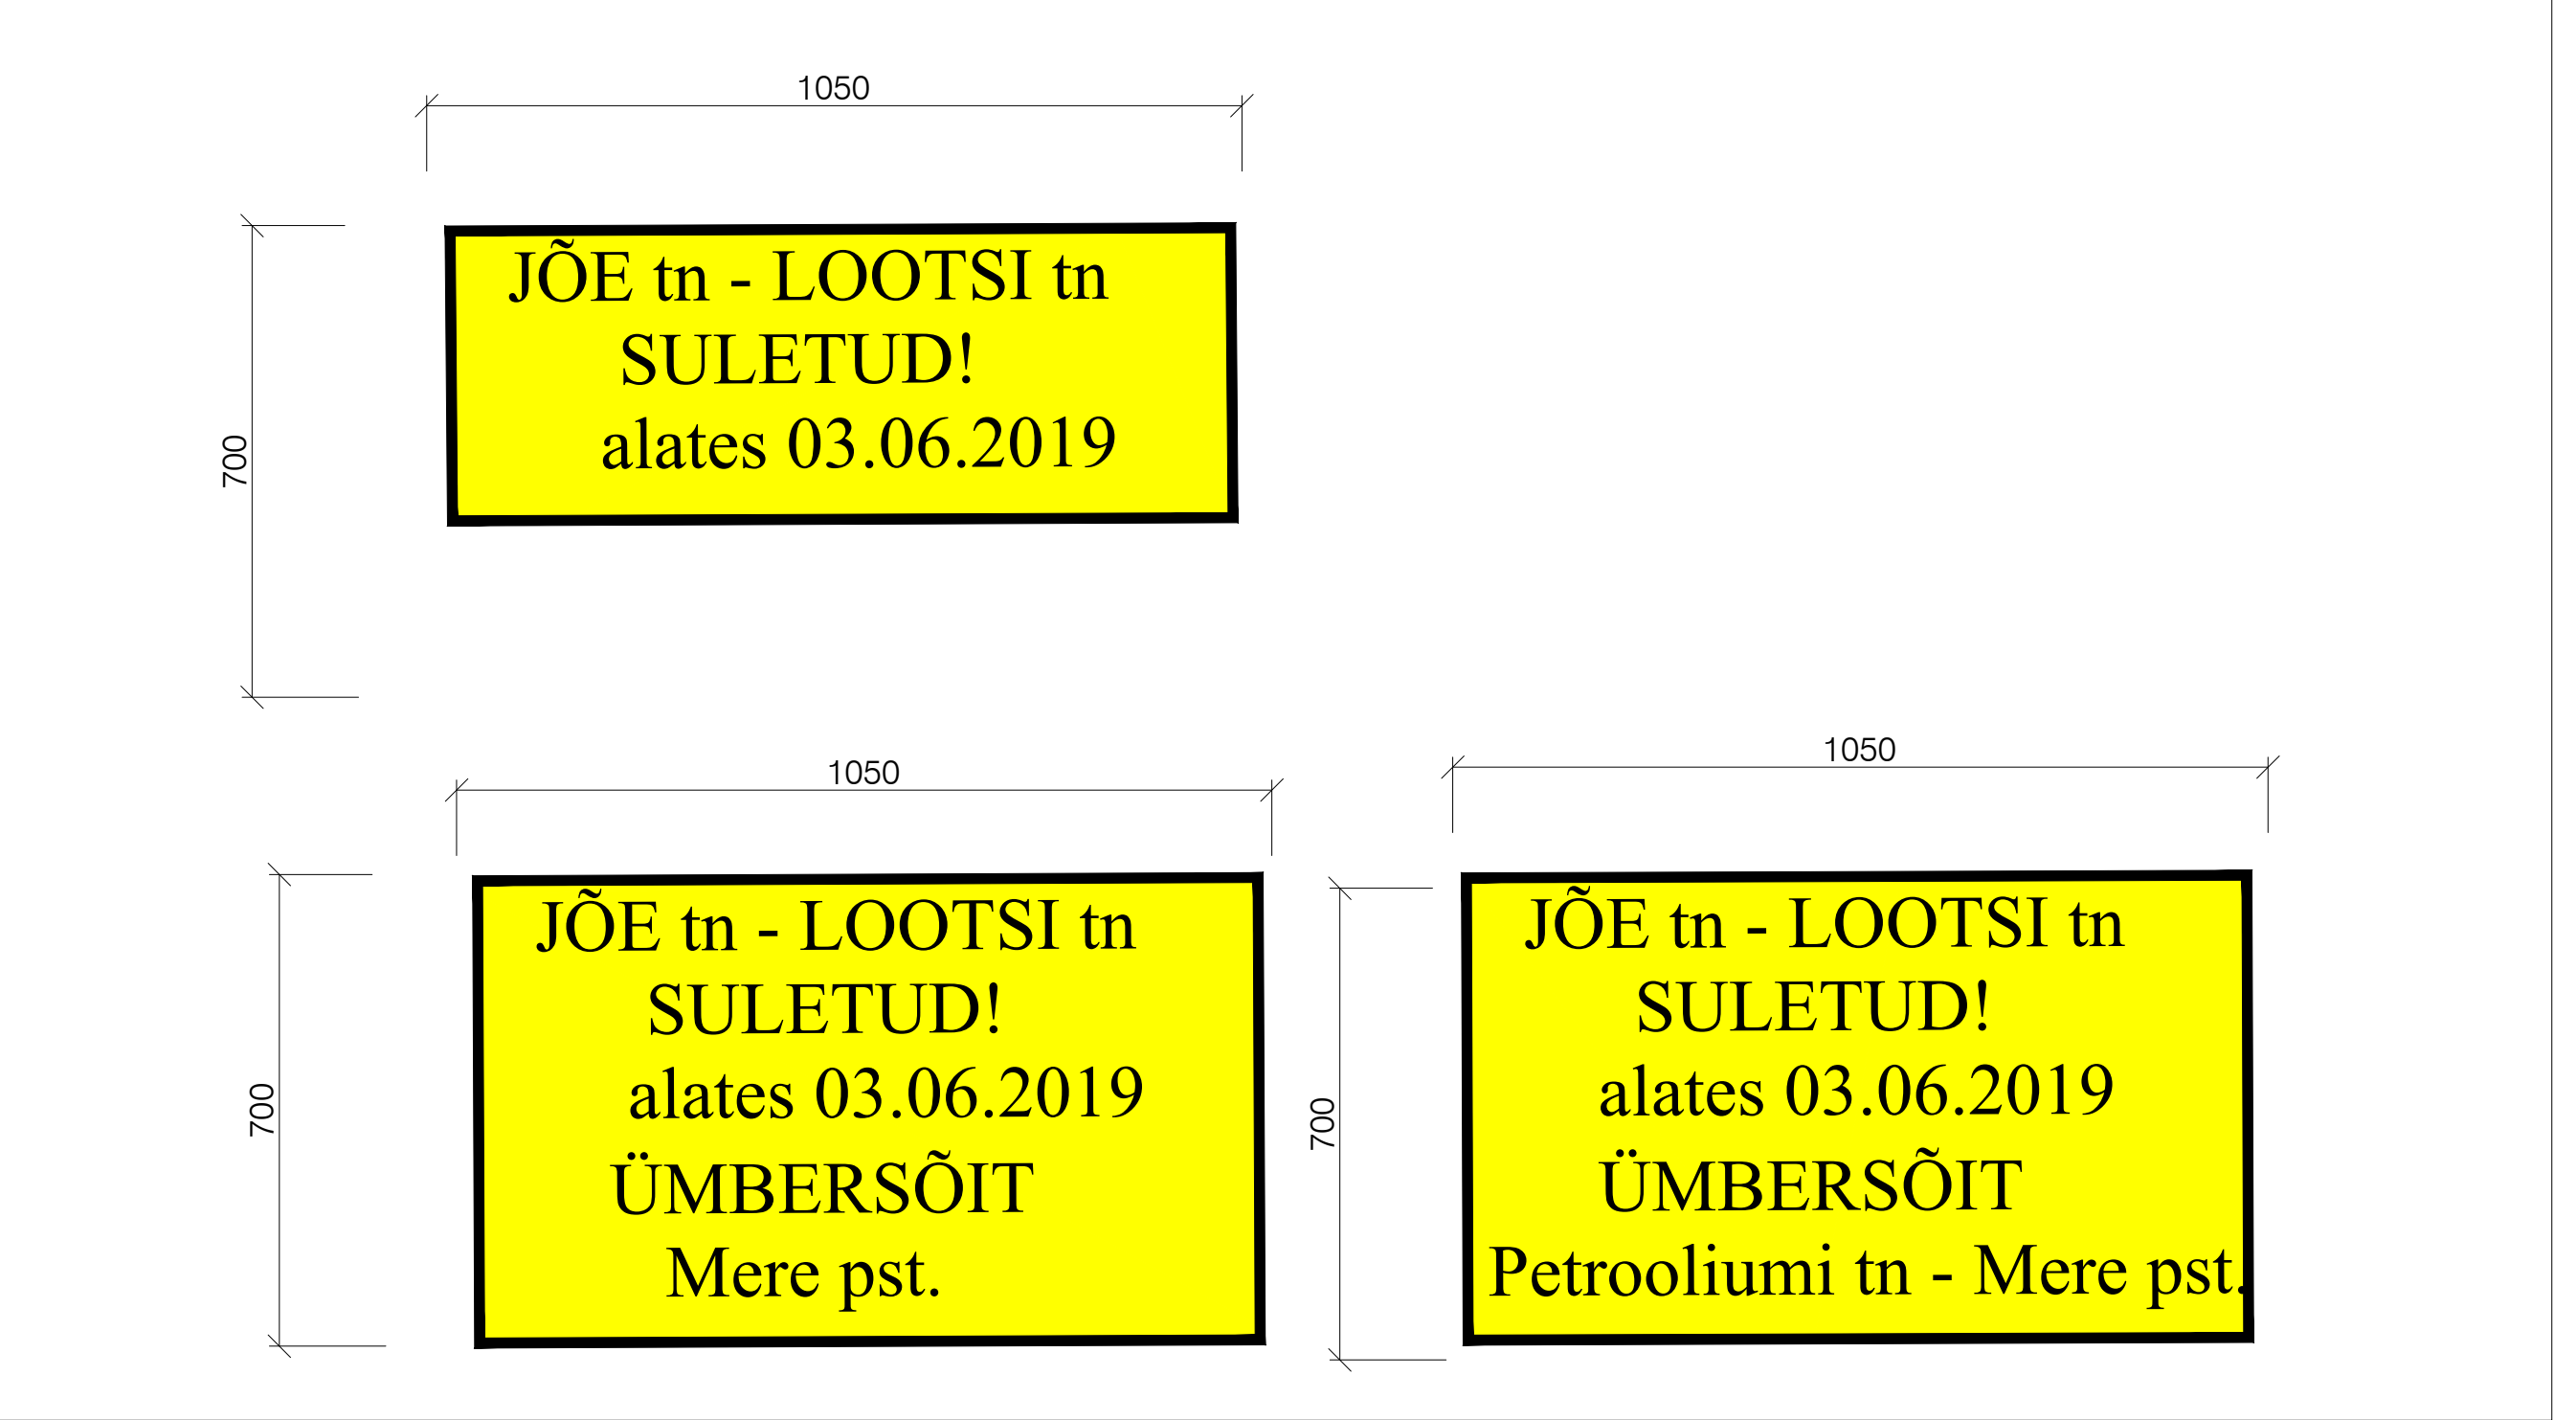 1050
700
JÕE tn - LOOTSI tn
SULETUD!
alates 03.06.2019
1050
700
JÕE tn - LOOTSI tn
SULETUD!
alates 03.06.2019
ÜMBERSÕIT
Mere pst.
1050
700
JÕE tn - LOOTSI tn
SULETUD!
alates 03.06.2019
ÜMBERSÕIT
Petrooliumi tn - Mere pst.